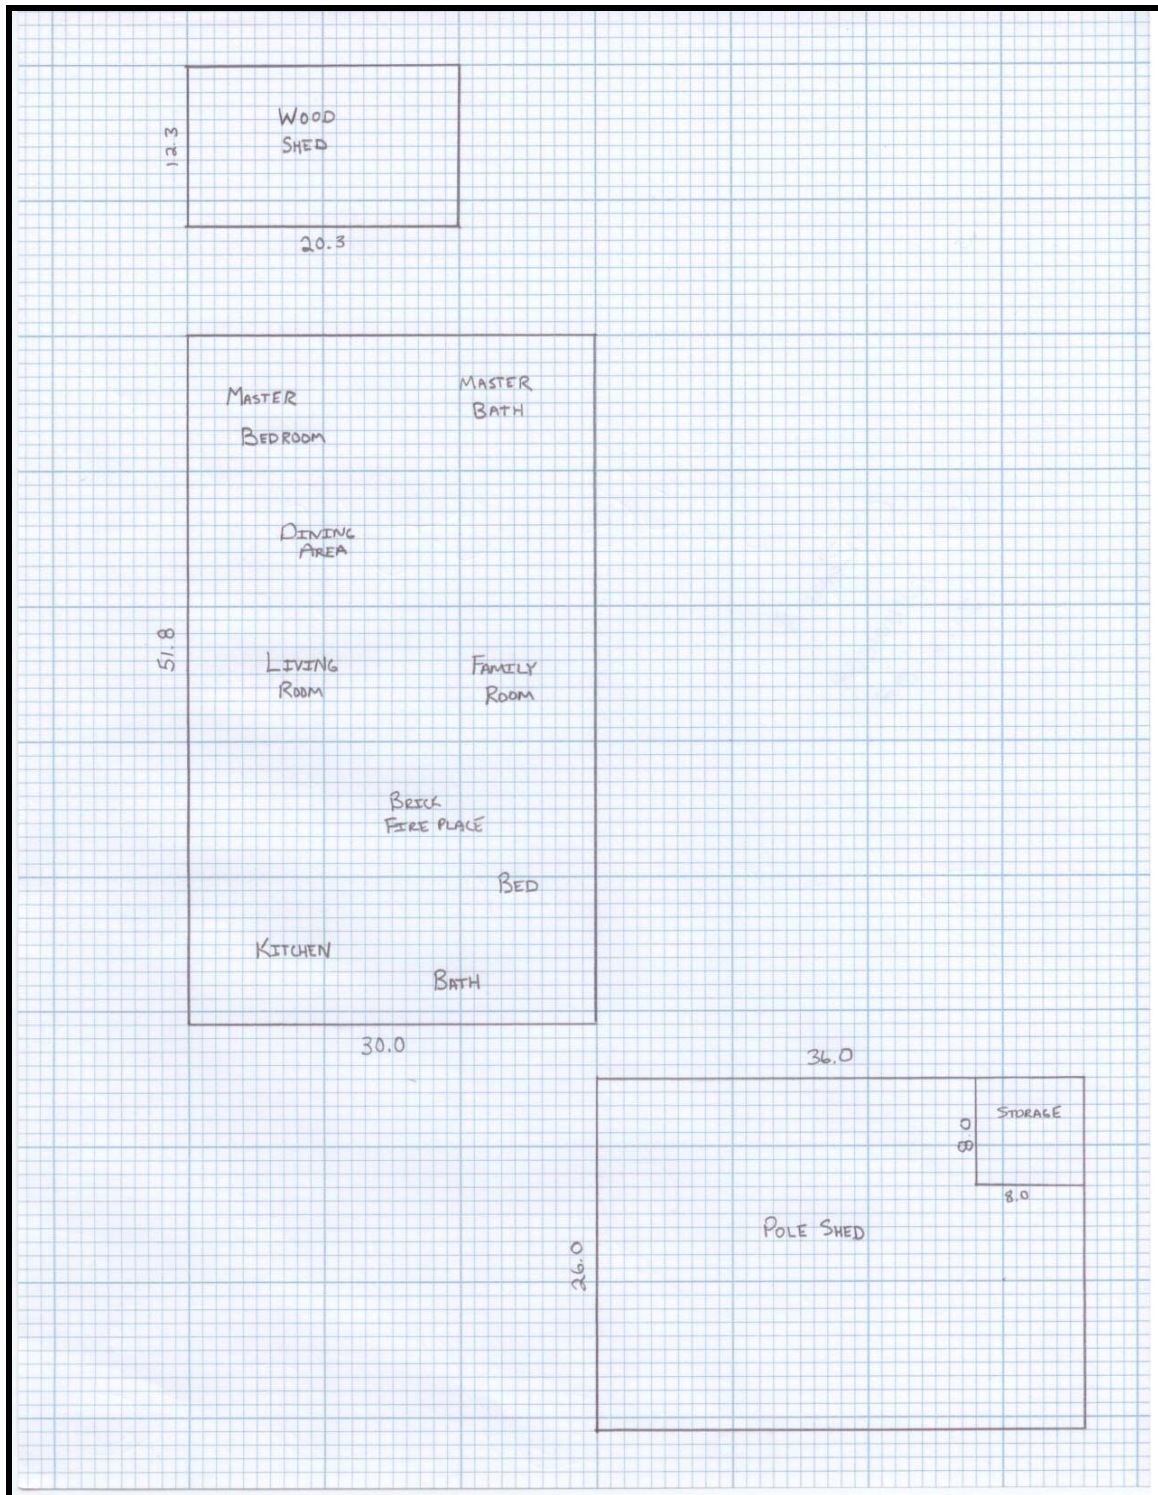 WOOD
SHED
12.3
20.3
MASTER
BEDROOM
MASTER
BATH
DINING
AREA
51.8
LIVING
ROOM
FAMILY
ROOM
BRICK
FIRE PLACE
BED
KITCHEN
BATH
30.0
36.0
STORAGE
8.0
8.0
POLE SHED
26.0